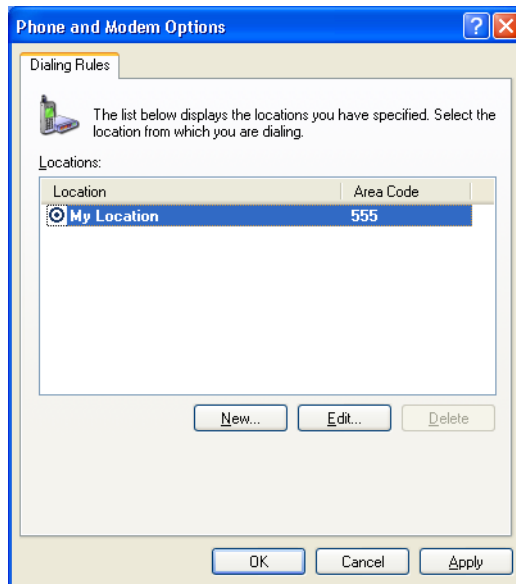 Phone and Modem Options
Dialing Rules
The list below displays the locations you have specified. Select the
location from which you are dialing.
Locations:
Location Area Code
My Location 555
New... Edit... Delete
OK Cancel Apply